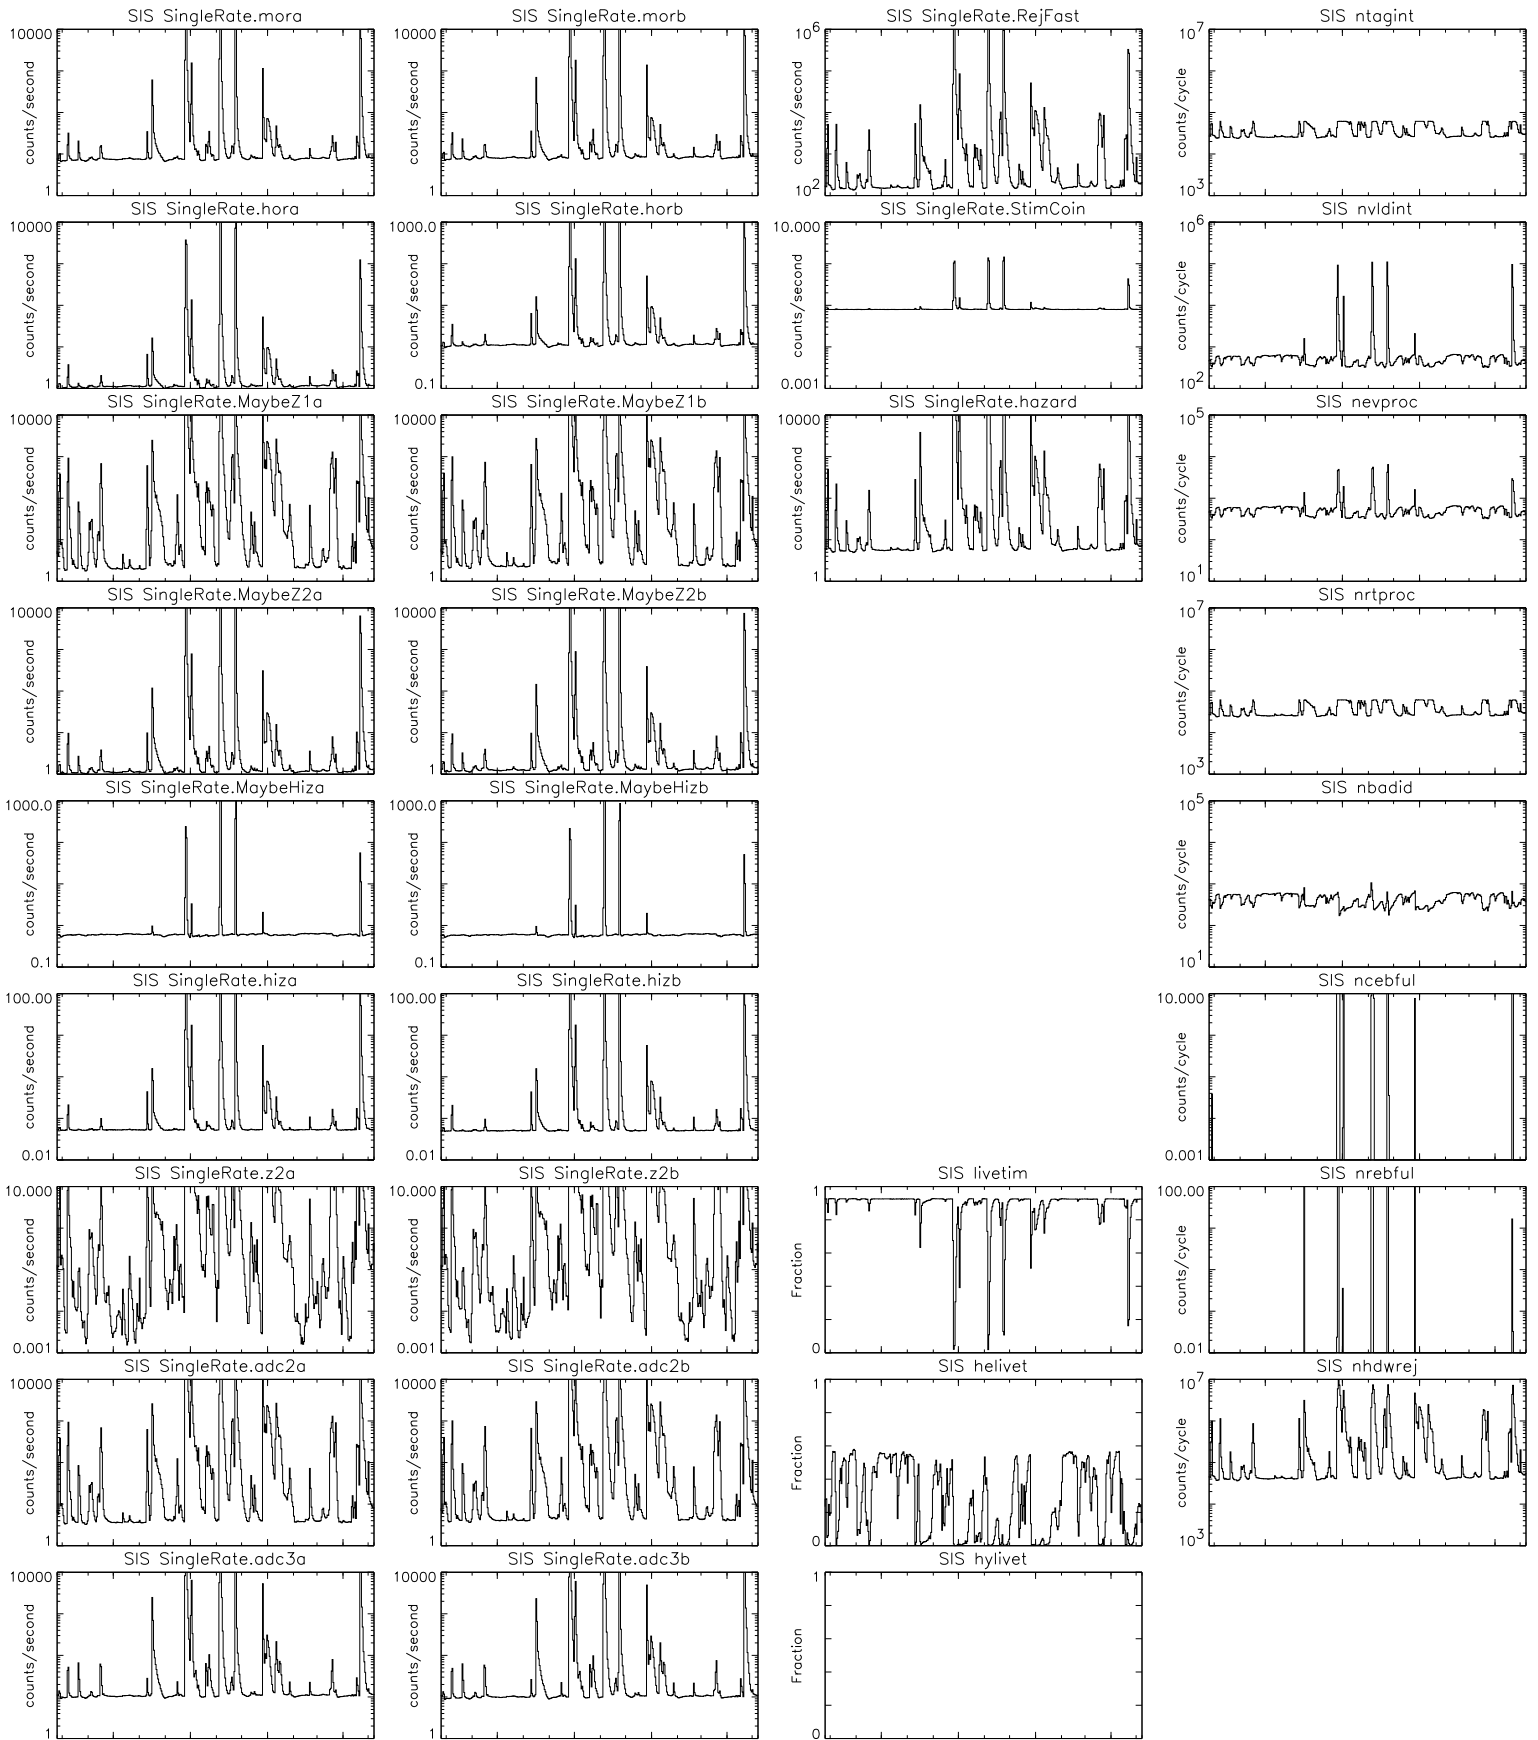 SIS SingleRate.mora
10000
counts/second
1
SIS SingleRate.morb
10000
counts/second
1
SIS SingleRate.RejFast
10^6
counts/second
10^2
SIS ntagint
10^7
counts/cycle
10^3
SIS SingleRate.hora
10000
counts/second
1
SIS SingleRate.horb
1000.0
counts/second
0.1
SIS SingleRate.StimCoin
10.000
counts/second
0.001
SIS nvldint
10^6
counts/cycle
10^2
SIS SingleRate.MaybeZ1a
10000
counts/second
1
SIS SingleRate.MaybeZ1b
10000
counts/second
1
SIS SingleRate.hazard
10000
counts/second
1
SIS nevproc
10^5
counts/cycle
10^1
SIS SingleRate.MaybeZ2a
10000
counts/second
1
SIS SingleRate.MaybeZ2b
10000
counts/second
1
SIS nrtproc
10^7
counts/cycle
10^3
SIS SingleRate.MaybeHiza
1000.0
counts/second
0.1
SIS SingleRate.MaybeHizb
1000.0
counts/second
0.1
SIS nbadid
10^5
counts/cycle
10^1
SIS SingleRate.hiza
100.00
counts/second
0.01
SIS SingleRate.hizb
100.00
counts/second
0.01
SIS ncebful
10.000
counts/cycle
0.001
SIS SingleRate.z2a
10.000
counts/second
0.001
SIS SingleRate.z2b
10.000
counts/second
0.001
SIS livetim
1
Fraction
0
SIS nrebful
100.00
counts/cycle
0.01
SIS SingleRate.adc2a
10000
counts/second
1
SIS SingleRate.adc2b
10000
counts/second
1
SIS helivet
1
Fraction
0
SIS nhdwrej
10^7
counts/cycle
10^3
SIS SingleRate.adc3a
10000
counts/second
1
SIS SingleRate.adc3b
10000
counts/second
1
SIS hylivet
1
Fraction
0